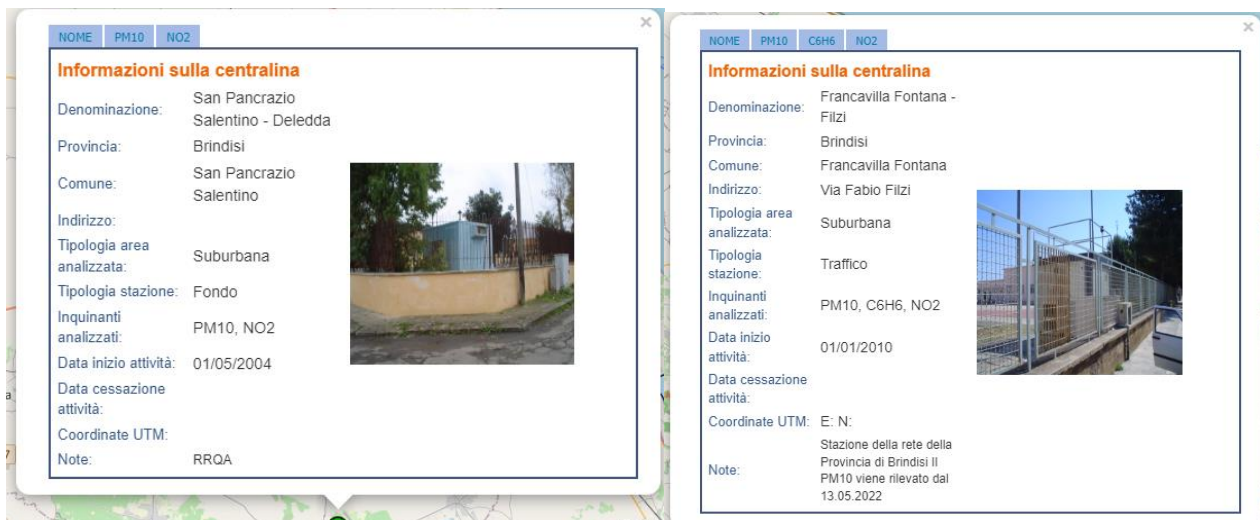 NOME PM10 NO2
Informazioni sulla centralina
Denominazione: San Pancrazio
Salentino - Deledda
Provincia: Brindisi
Comune: San Pancrazio
Salentino
Indirizzo:
Tipologia area
analizzata: Suburbana
Tipologia stazione: Fondo
Inquinanti
analizzati: PM10, NO2
Data inizio attività: 01/05/2004
Data cessazione
attività:
Coordinate UTM:
Note: RRQA
NOME PM10 C6H6 NO2
Informazioni sulla centralina
Denominazione: Francavilla Fontana -
Filzi
Provincia: Brindisi
Comune: Francavilla Fontana
Indirizzo: Via Fabio Filzi
Tipologia area
analizzata: Suburbana
Tipologia
stazione: Traffico
Inquinanti
analizzati: PM10, C6H6, NO2
Data inizio
attività: 01/01/2010
Data cessazione
attività:
Coordinate UTM: E: N:
Note: Stazione della rete della
Provincia di Brindisi Il
PM10 viene rilevato dal
13.05.2022